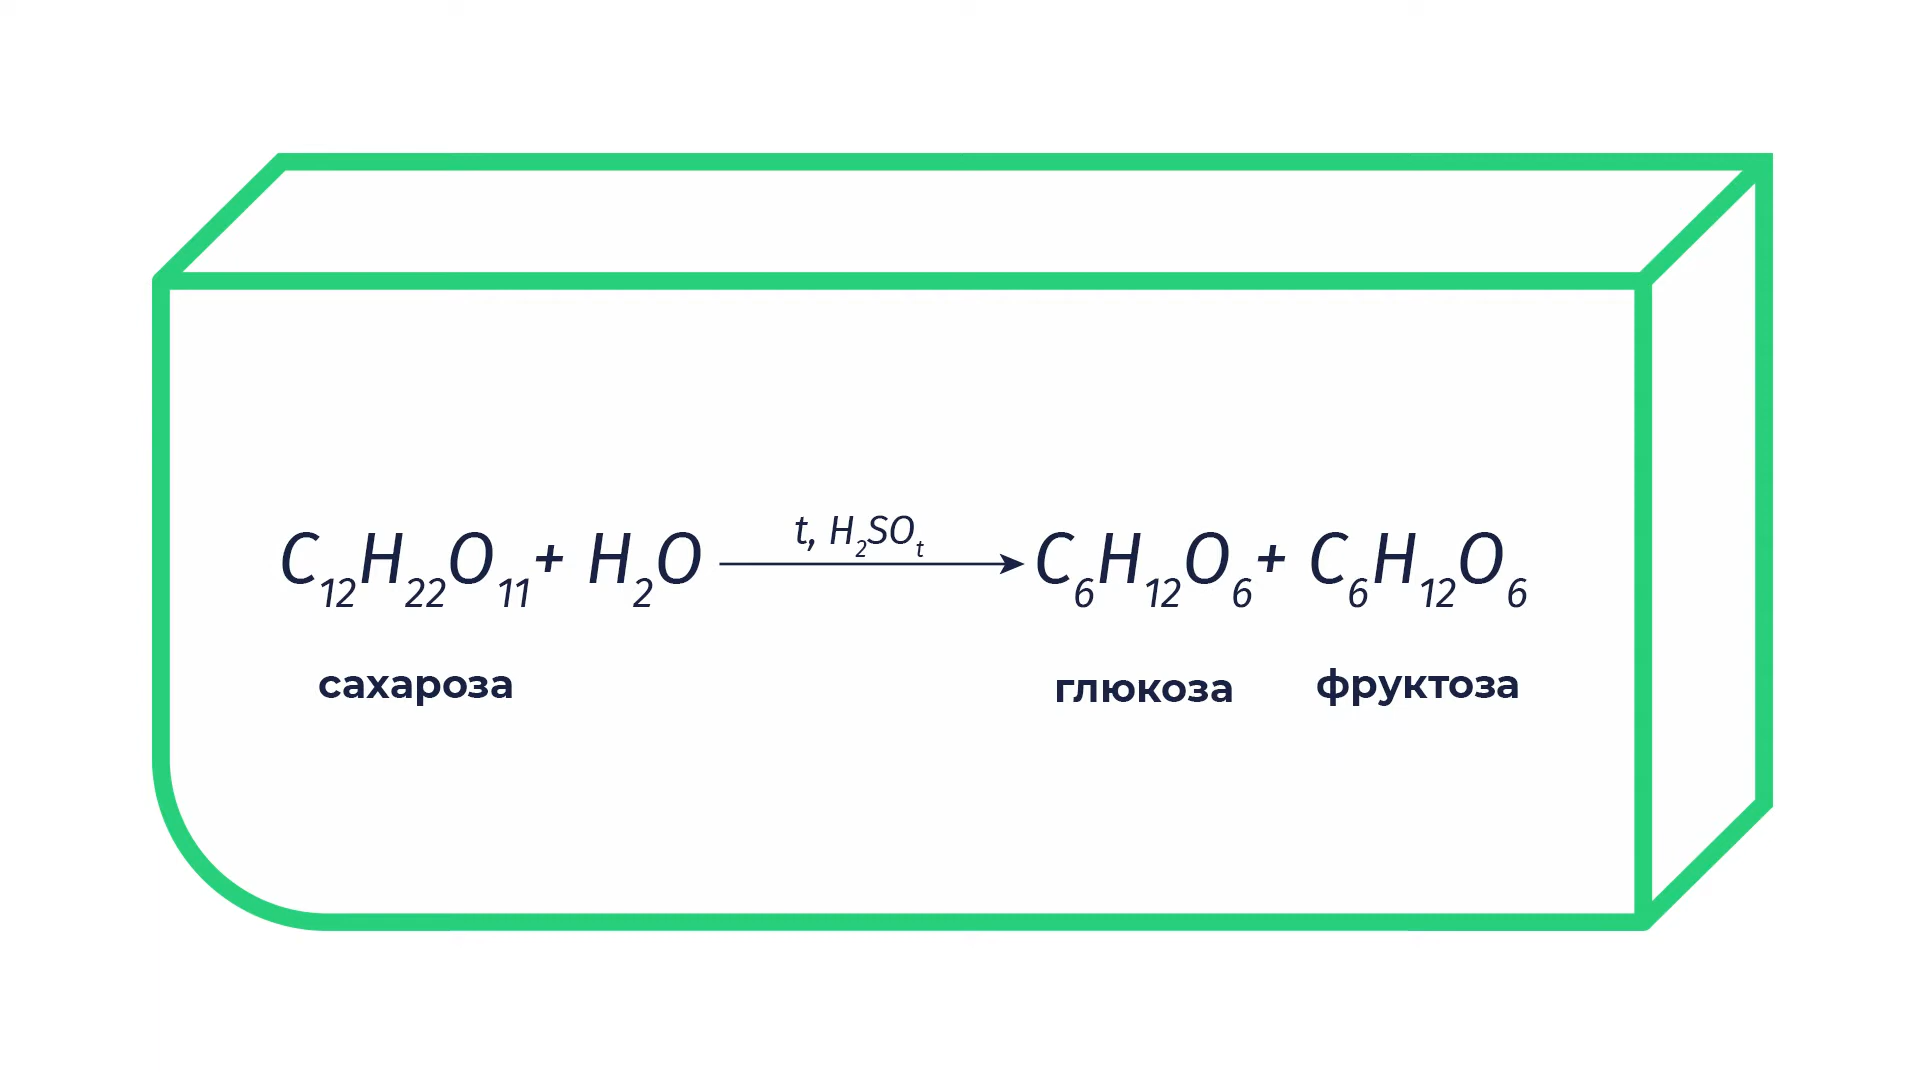 t, H₂SOₜ
C₁₂H₂₂O₁₁ + H₂O → C₆H₁₂O₆ + C₆H₁₂O₆
сахароза глюкоза фруктоза